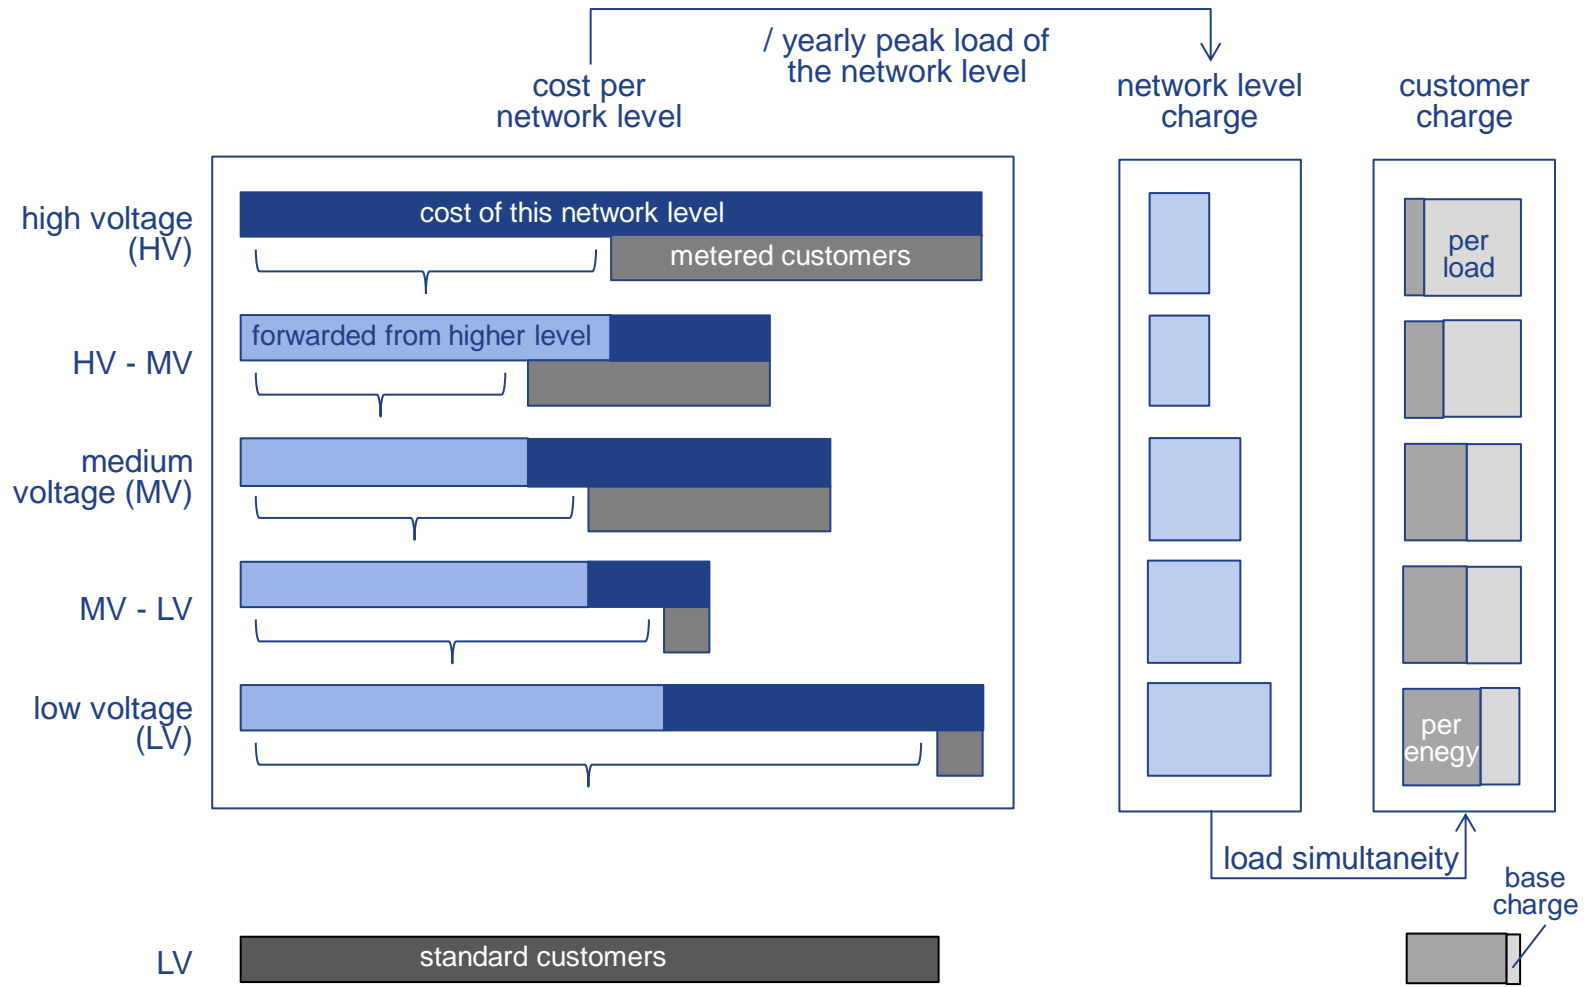 / yearly peak load of
the network level
cost per
network level
network level
charge
customer
charge
high voltage
(HV)
cost of this network level
metered customers
per
load
HV - MV
forwarded from higher level
medium
voltage (MV)
MV - LV
low voltage
(LV)
per
enegy
load simultaneity
base
charge
LV
standard customers